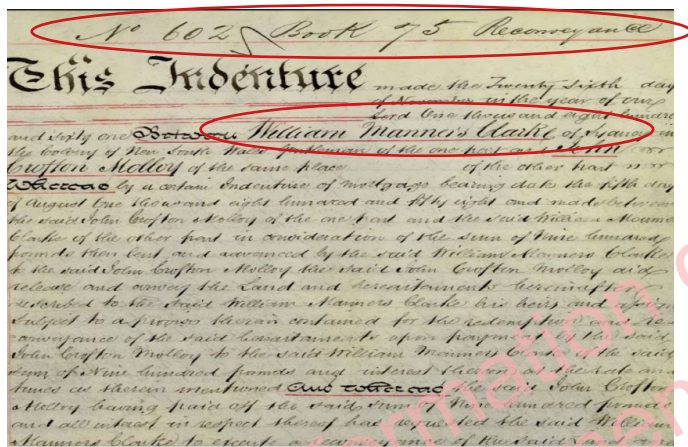 No 602 Book 75 Reconveyance
This Indenture made the Twenty Sixth day
of November in the year of our
Lord One thousand and eight hundred
and sixty one Between William Manners Clarke of Sydney in
the Colony of New South Wales Gentleman of the one part and John
Crofton Molloy of the same place of the other part
Whereas by a certain Indenture of Mortgage bearing date the fifth day
of August One thousand and eight hundred and fifty eight and made between
the said John Crofton Molloy of the one part and the said William Manners
Clarke of the other part in consideration of the sum of Nine hundred
pounds then lent and advanced by the said William Manners Clarke
to the said John Crofton Molloy the said John Crofton Molloy did
release and convey the Land and hereditaments hereinafter
described to the said William Manners Clarke his heirs and assigns
subject to a proviso therein contained for the redemption and re
conveyance of the said hereditaments upon payment by the said
John Crofton Molloy to the said William Manners Clarke of the said
sum of Nine hundred pounds and interest thereon at the rate and
times as therein mentioned And whereas the said John Crofton
Molloy having paid off the said sum of Nine hundred pounds
and all interest in respect thereof has requested the said William
Manners Clarke to execute a reconveyance of the said Land